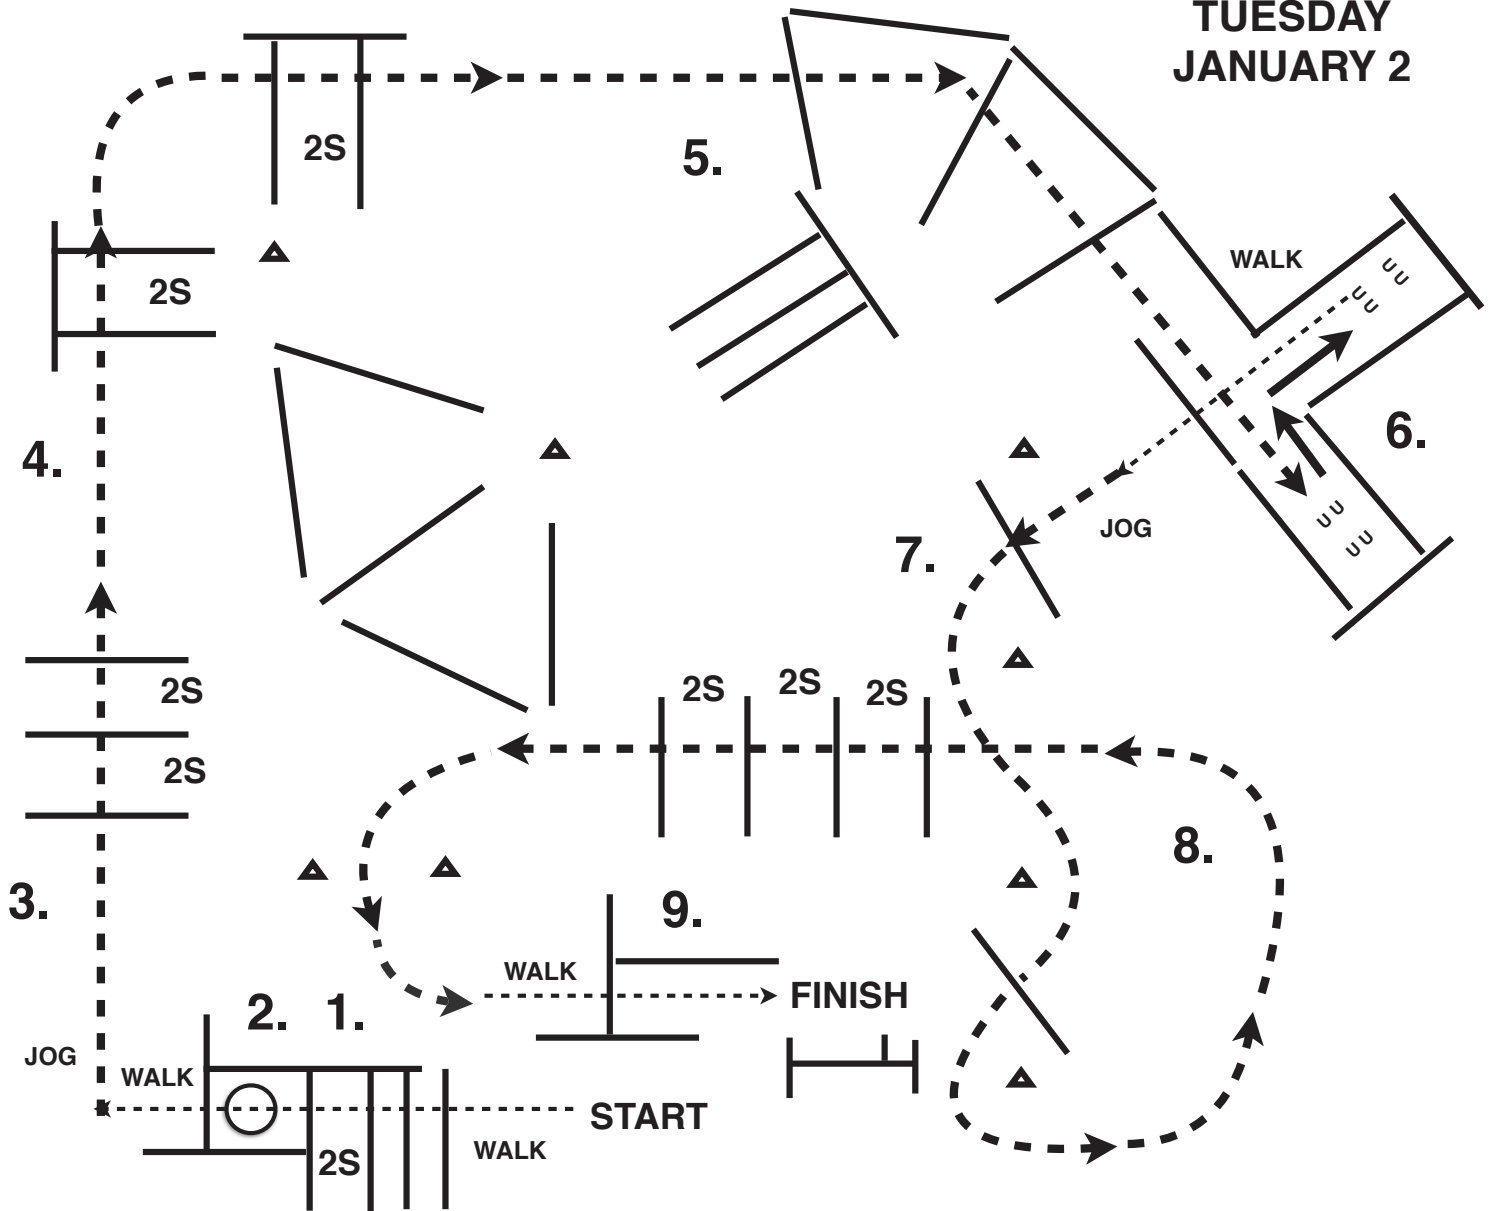 TUESDAY
JANUARY 2
2S
5.
WALK
2S
4.
6.
JOG
7.
2S
2S
2S
2S
2S
8.
3.
9.
WALK
FINISH
2. 1.
JOG
WALK
START
2S
WALK